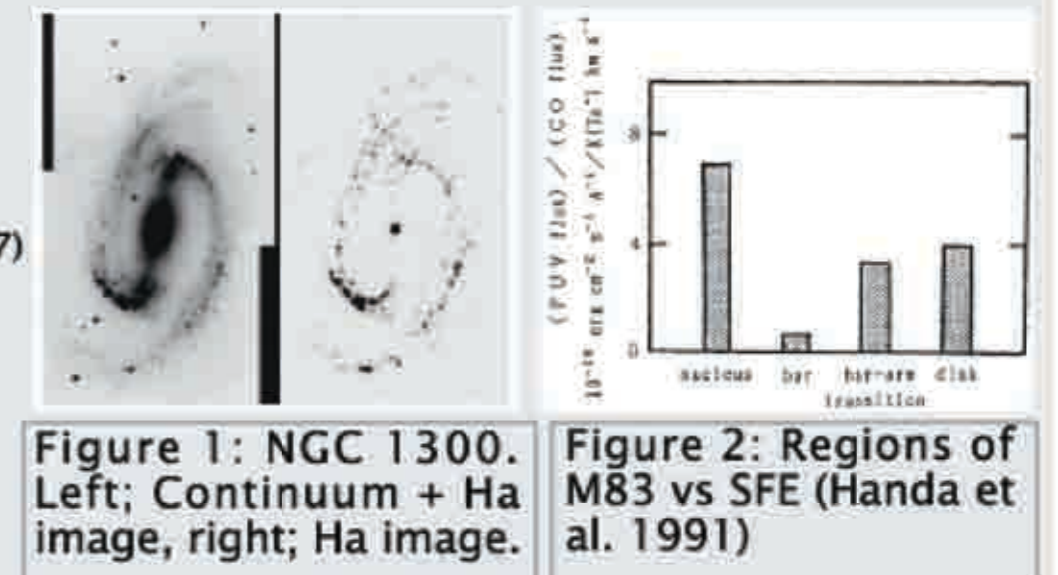 7)
(FUV flux) / (CO flux)
8
4
0
nucleus bar bar-arm disk
transition
Figure 1: NGC 1300.
Left; Continuum + Ha
image, right; Ha image.
Figure 2: Regions of
M83 vs SFE (Handa et
al. 1991)